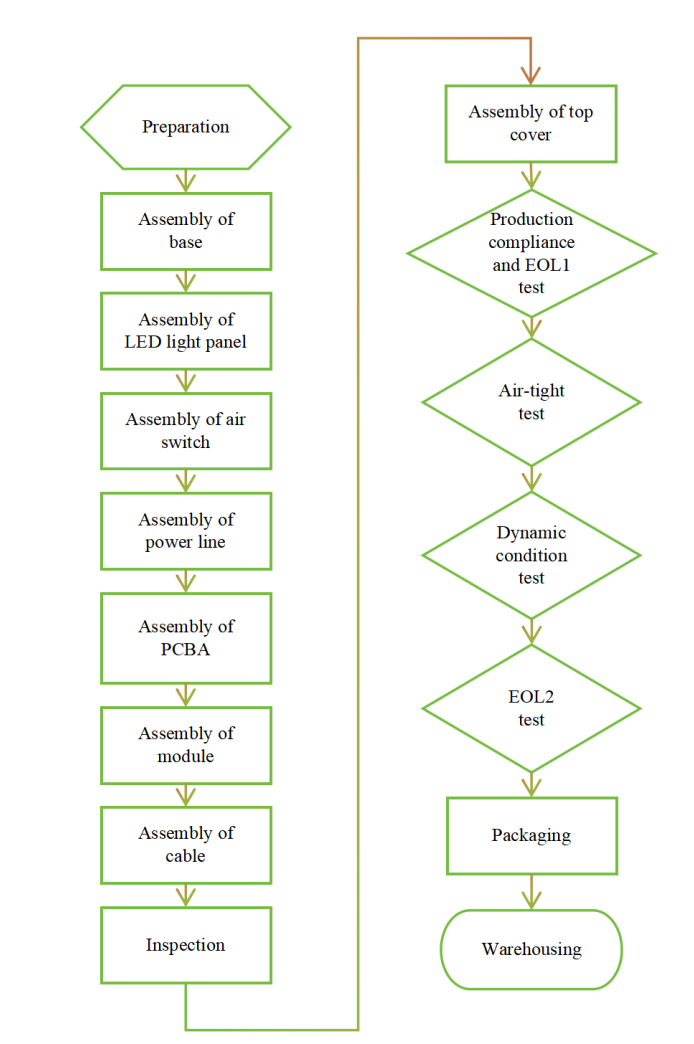 Preparation
Assembly of
base
Assembly of
LED light panel
Assembly of air
switch
Assembly of
power line
Assembly of
PCBA
Assembly of
module
Assembly of
cable
Inspection
Assembly of top
cover
Production
compliance
and EOL1
test
Air-tight
test
Dynamic
condition
test
EOL2
test
Packaging
Warehousing